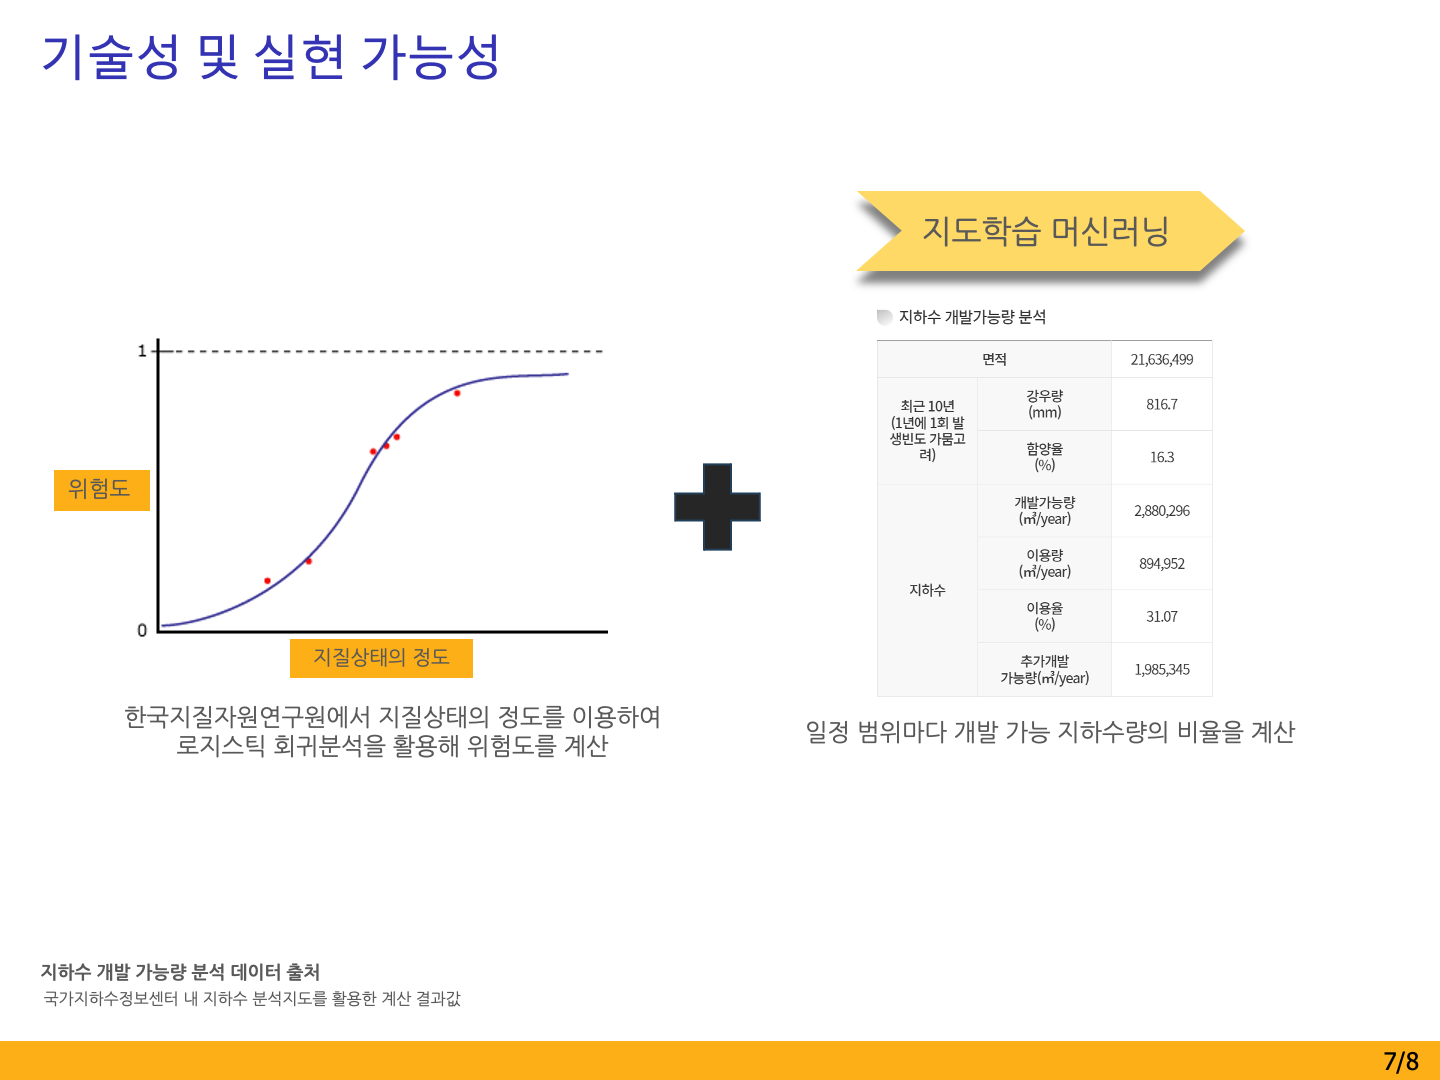 기술성 및 실현 가능성
지도학습 머신러닝
지하수 개발가능량 분석
1
0
위험도
지질상태의 정도
면적
21,636,499
최근 10년
(1년에 1회 발
생빈도 가뭄고
려)
강우량
(mm)
816.7
함양율
(%)
16.3
지하수
개발가능량
(㎥/year)
2,880,296
이용량
(㎥/year)
894,952
이용율
(%)
31.07
추가개발
가능량(㎥/year)
1,985,345
한국지질자원연구원에서 지질상태의 정도를 이용하여
로지스틱 회귀분석을 활용해 위험도를 계산
일정 범위마다 개발 가능 지하수량의 비율을 계산
지하수 개발 가능량 분석 데이터 출처
국가지하수정보센터 내 지하수 분석지도를 활용한 계산 결과값
7/8